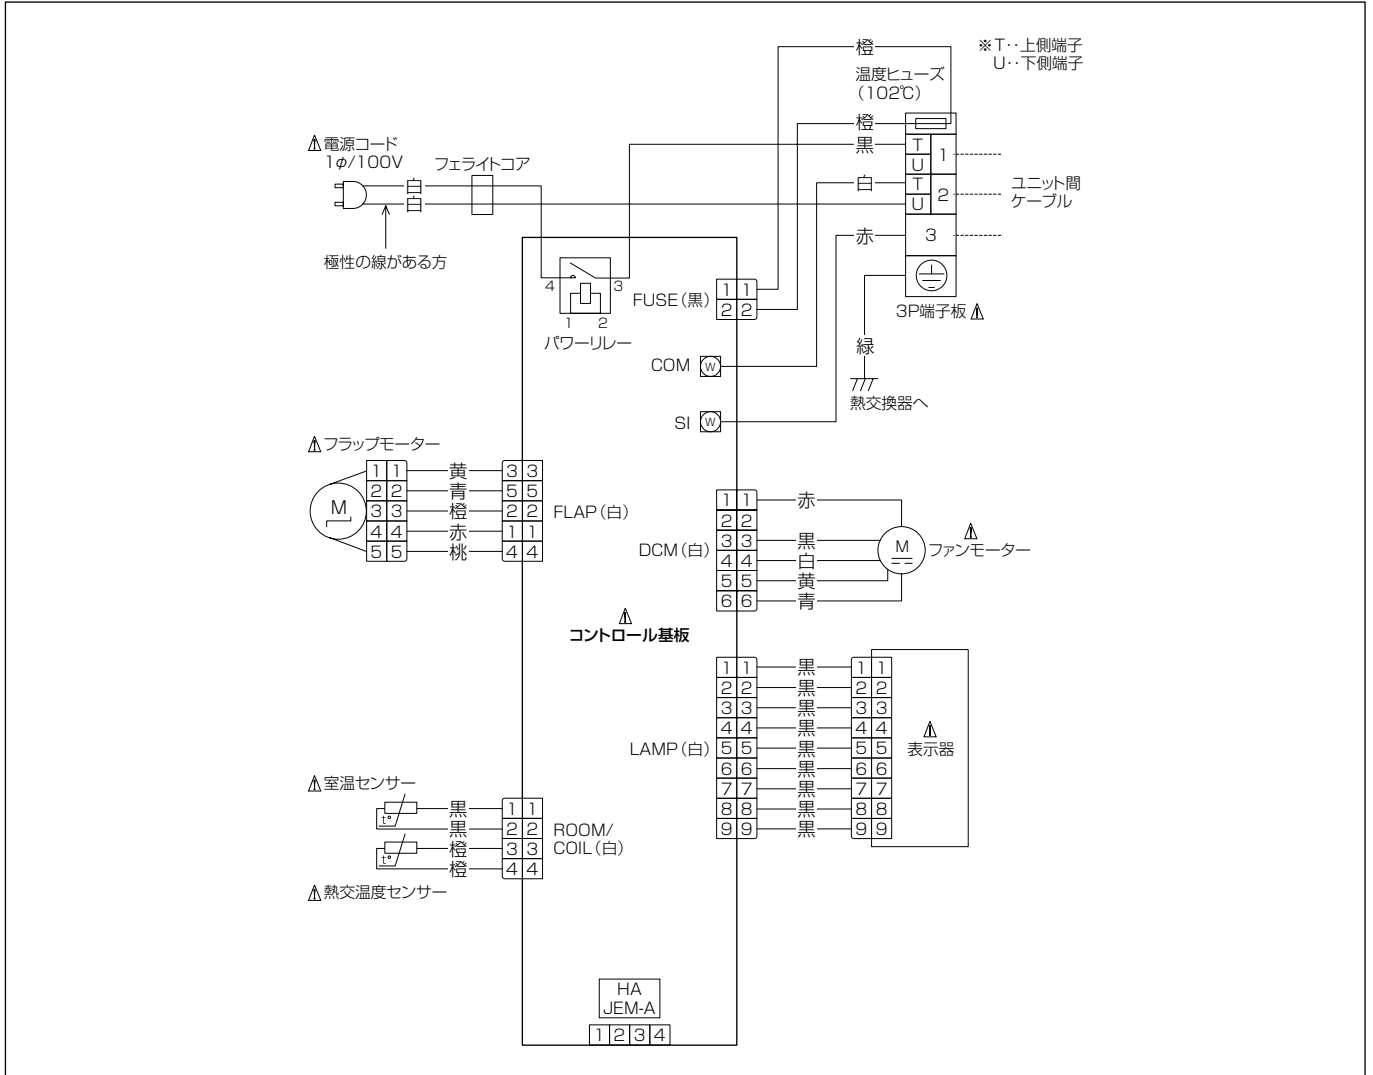 橙
※T‥上側端子
U‥下側端子
温度ヒューズ
(102℃)
橙
⚠電源コード
1φ/100V
フェライトコア
黒
T
U
1
白
白
T
U
2
ユニット間
ケーブル
白
極性の線がある方
赤
3
4
3
1 2
パワーリレー
FUSE(黒)
1 1
2 2
3P端子板⚠
緑
熱交換器へ
COM
W
SI
W
⚠フラップモーター
M
1 1 黄 3 3
2 2 青 5 5
3 3 橙 2 2
4 4 赤 1 1
5 5 桃 4 4
FLAP(白)
DCM(白)
1 1 赤
2 2
3 3 黒
4 4 白
5 5 黄
6 6 青
M
⚠
ファンモーター
⚠
コントロール基板
LAMP(白)
1 1 黒 1 1
2 2 黒 2 2
3 3 黒 3 3
4 4 黒 4 4
5 5 黒 5 5
6 6 黒 6 6
7 7 黒 7 7
8 8 黒 8 8
9 9 黒 9 9
⚠
表示器
⚠室温センサー
t°
黒 1 1
黒 2 2
t°
橙 3 3
橙 4 4
ROOM/
COIL(白)
⚠熱交温度センサー
HA
JEM-A
1 2 3 4